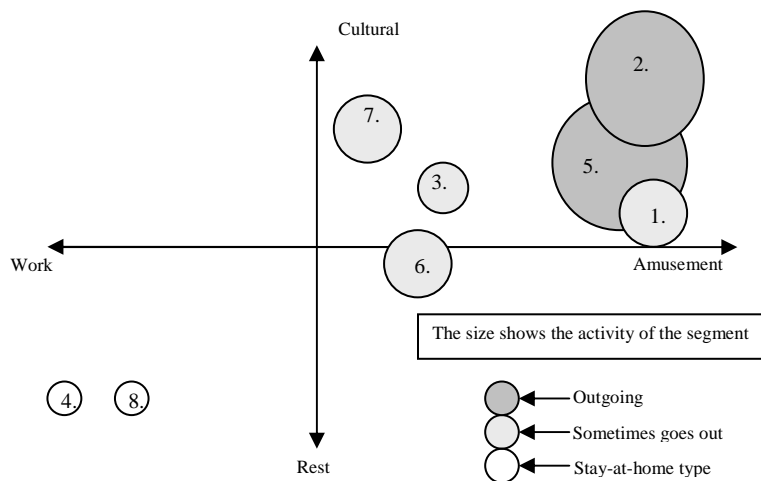 Cultural
2.
7.
5.
3.
1.
6.
Work
Amusement
The size shows the activity of the segment
4.
8.
Outgoing
Sometimes goes out
Rest
Stay-at-home type